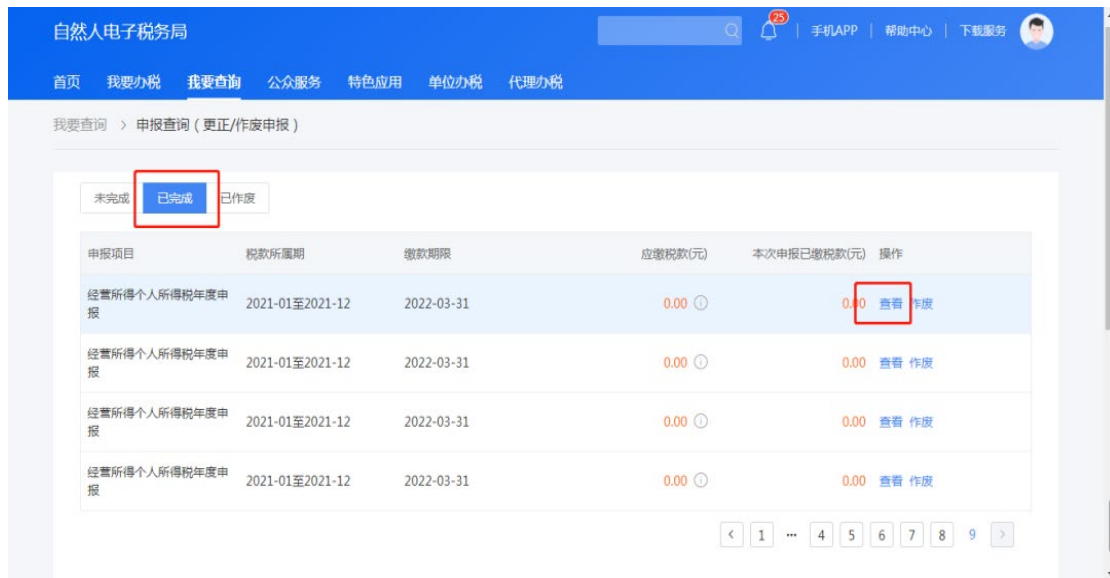 自然人电子税务局
25
手机APP | 帮助中心 | 下载服务
首页 我要办税 我要查询 公众服务 特色应用 单位办税 代理办税
我要查询 > 申报查询（更正/作废申报）
未完成 已完成 已作废
申报项目 税款所属期 缴款期限 应缴税款(元) 本次申报已缴税款(元) 操作
经营所得个人所得税年度申
报
2021-01至2021-12 2022-03-31 0.00 0.00 查看 作废
经营所得个人所得税年度申
报
2021-01至2021-12 2022-03-31 0.00 0.00 查看 作废
经营所得个人所得税年度申
报
2021-01至2021-12 2022-03-31 0.00 0.00 查看 作废
经营所得个人所得税年度申
报
2021-01至2021-12 2022-03-31 0.00 0.00 查看 作废
< 1 ··· 4 5 6 7 8 9 >